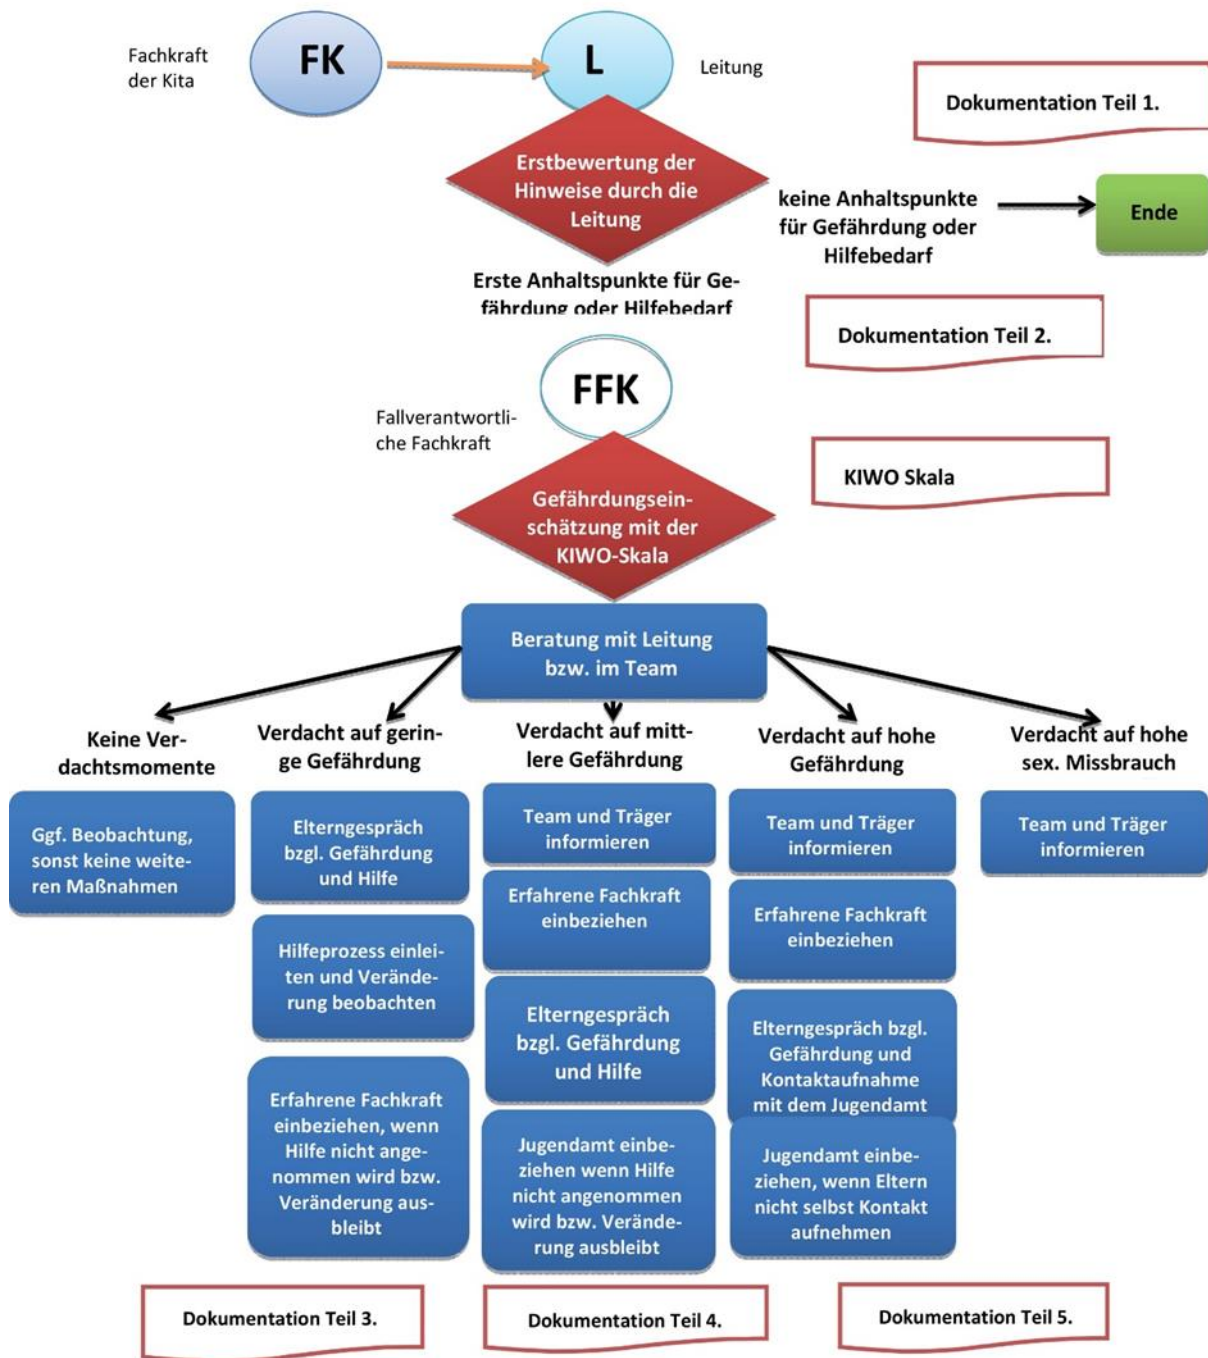 Fachkraft
der Kita
FK
L
Leitung
Dokumentation Teil 1.
Erstbewertung der
Hinweise durch die
Leitung
keine Anhaltspunkte
für Gefährdung oder
Hilfebedarf
Ende
Erste Anhaltspunkte für Ge-
fährdung oder Hilfebedarf
Dokumentation Teil 2.
FFK
Fallverantwortli-
che Fachkraft
KIWO Skala
Gefährdungsein-
schätzung mit der
KIWO-Skala
Beratung mit Leitung
bzw. im Team
Keine Ver-
dachtsmomente
Ggf. Beobachtung,
sonst keine weite-
ren Maßnahmen
Verdacht auf gerin-
ge Gefährdung
Elterngespräch
bzgl. Gefährdung
und Hilfe
Hilfeprozess einlei-
ten und Verände-
rung beobachten
Erfahrene Fachkraft
einbeziehen, wenn
Hilfe nicht ange-
nommen wird bzw.
Veränderung aus-
bleibt
Verdacht auf mitt-
lere Gefährdung
Team und Träger
informieren
Erfahrene Fachkraft
einbeziehen
Elterngespräch
bzgl. Gefährdung
und Hilfe
Jugendamt einbe-
ziehen wenn Hilfe
nicht angenommen
wird bzw. Verände-
rung ausbleibt
Verdacht auf hohe
Gefährdung
Team und Träger
informieren
Erfahrene Fachkraft
einbeziehen
Elterngespräch bzgl.
Gefährdung und
Kontaktaufnahme
mit dem Jugendamt
Jugendamt einbe-
ziehen, wenn Eltern
nicht selbst Kontakt
aufnehmen
Verdacht auf hohe
sex. Missbrauch
Team und Träger
informieren
Dokumentation Teil 3.
Dokumentation Teil 4.
Dokumentation Teil 5.